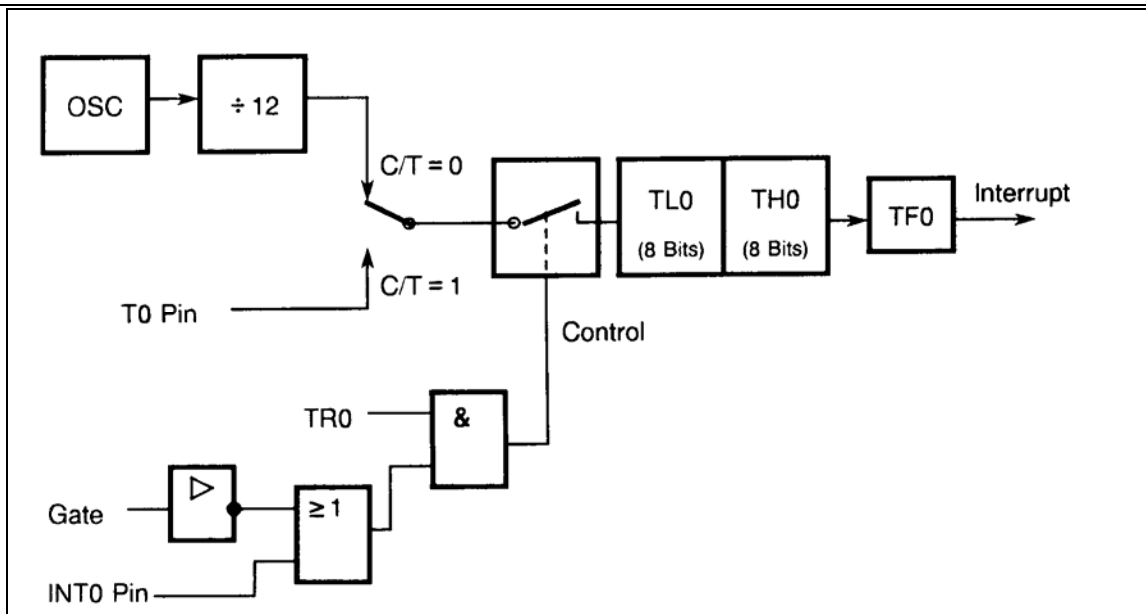 OSC
÷ 12
C/T = 0
C/T = 1
T0 Pin
TL0
(8 Bits)
TH0
(8 Bits)
TF0
Interrupt
Control
TR0
&
Gate
≥ 1
INT0 Pin